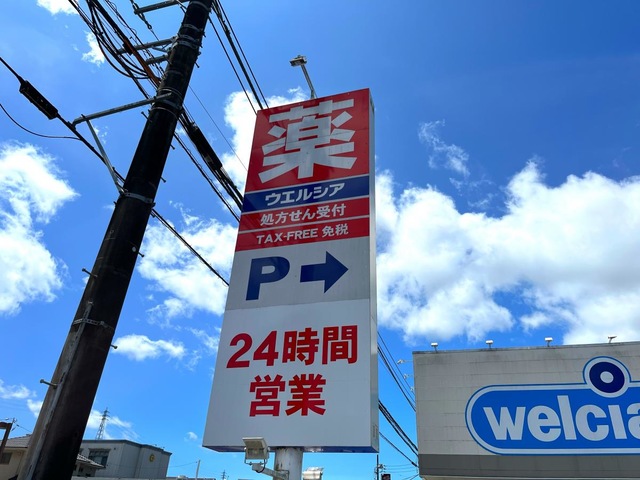 薬
ウエルシア
処方せん受付
TAX-FREE 免税
P →
24時間
営業
welcia